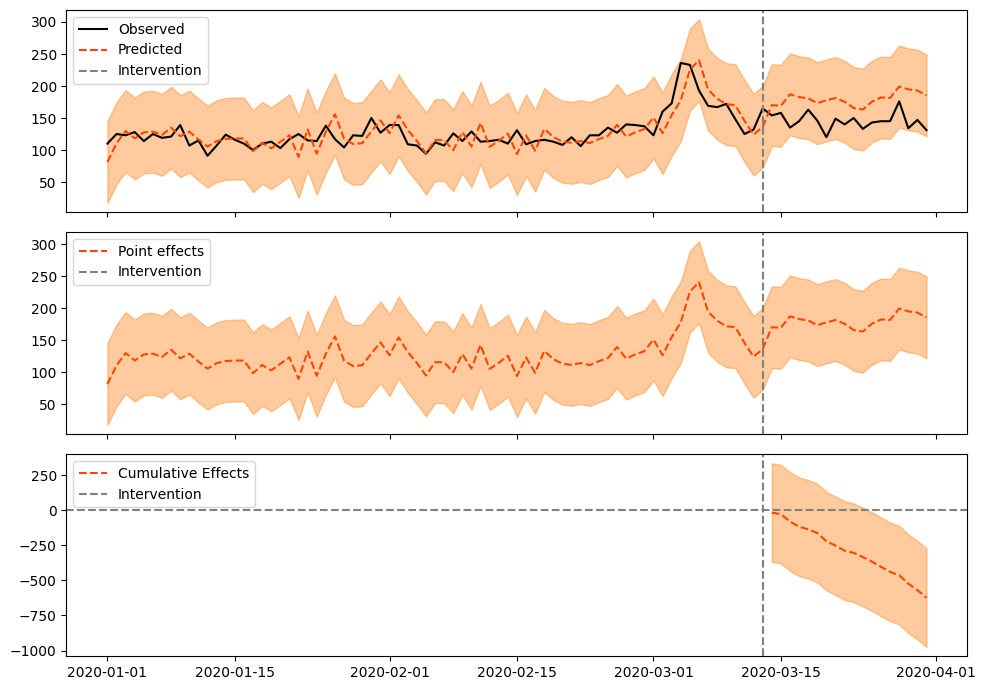 300
250
200
150
100
50
Observed
Predicted
Intervention
300
250
200
150
100
50
Point effects
Intervention
250
0
−250
−500
−750
−1000
Cumulative Effects
Intervention
2020-01-01 2020-01-15 2020-02-01 2020-02-15 2020-03-01 2020-03-15 2020-04-01